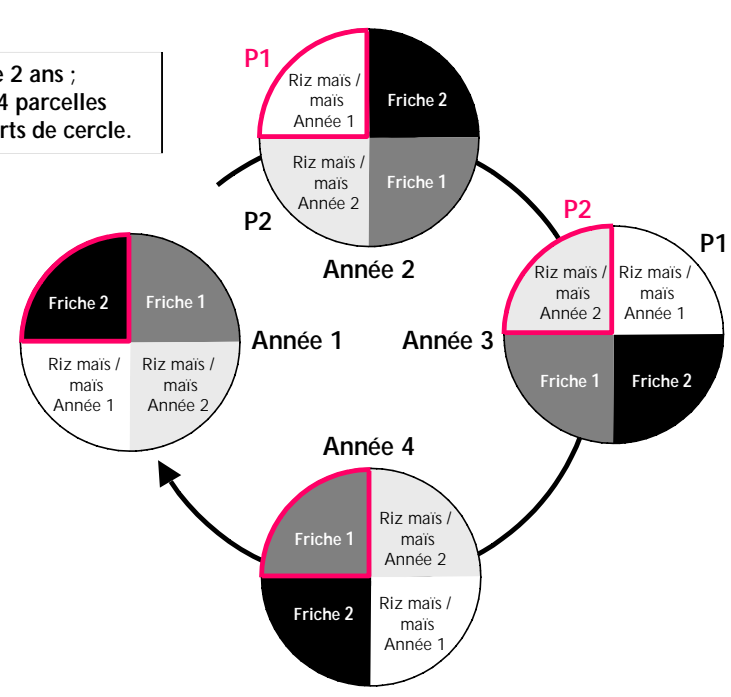 e 2 ans ;
4 parcelles
rts de cercle.
P1
Riz maïs /
maïs
Année 1
Friche 2
Riz maïs /
maïs
Année 2
Friche 1
P2
Année 2
P2
P1
Riz maïs /
maïs
Année 2
Riz maïs /
maïs
Année 1
Friche 1
Friche 2
Année 3
Friche 2
Friche 1
Riz maïs /
maïs
Année 1
Riz maïs /
maïs
Année 2
Année 1
Année 4
Friche 1
Riz maïs /
maïs
Année 2
Friche 2
Riz maïs /
maïs
Année 1